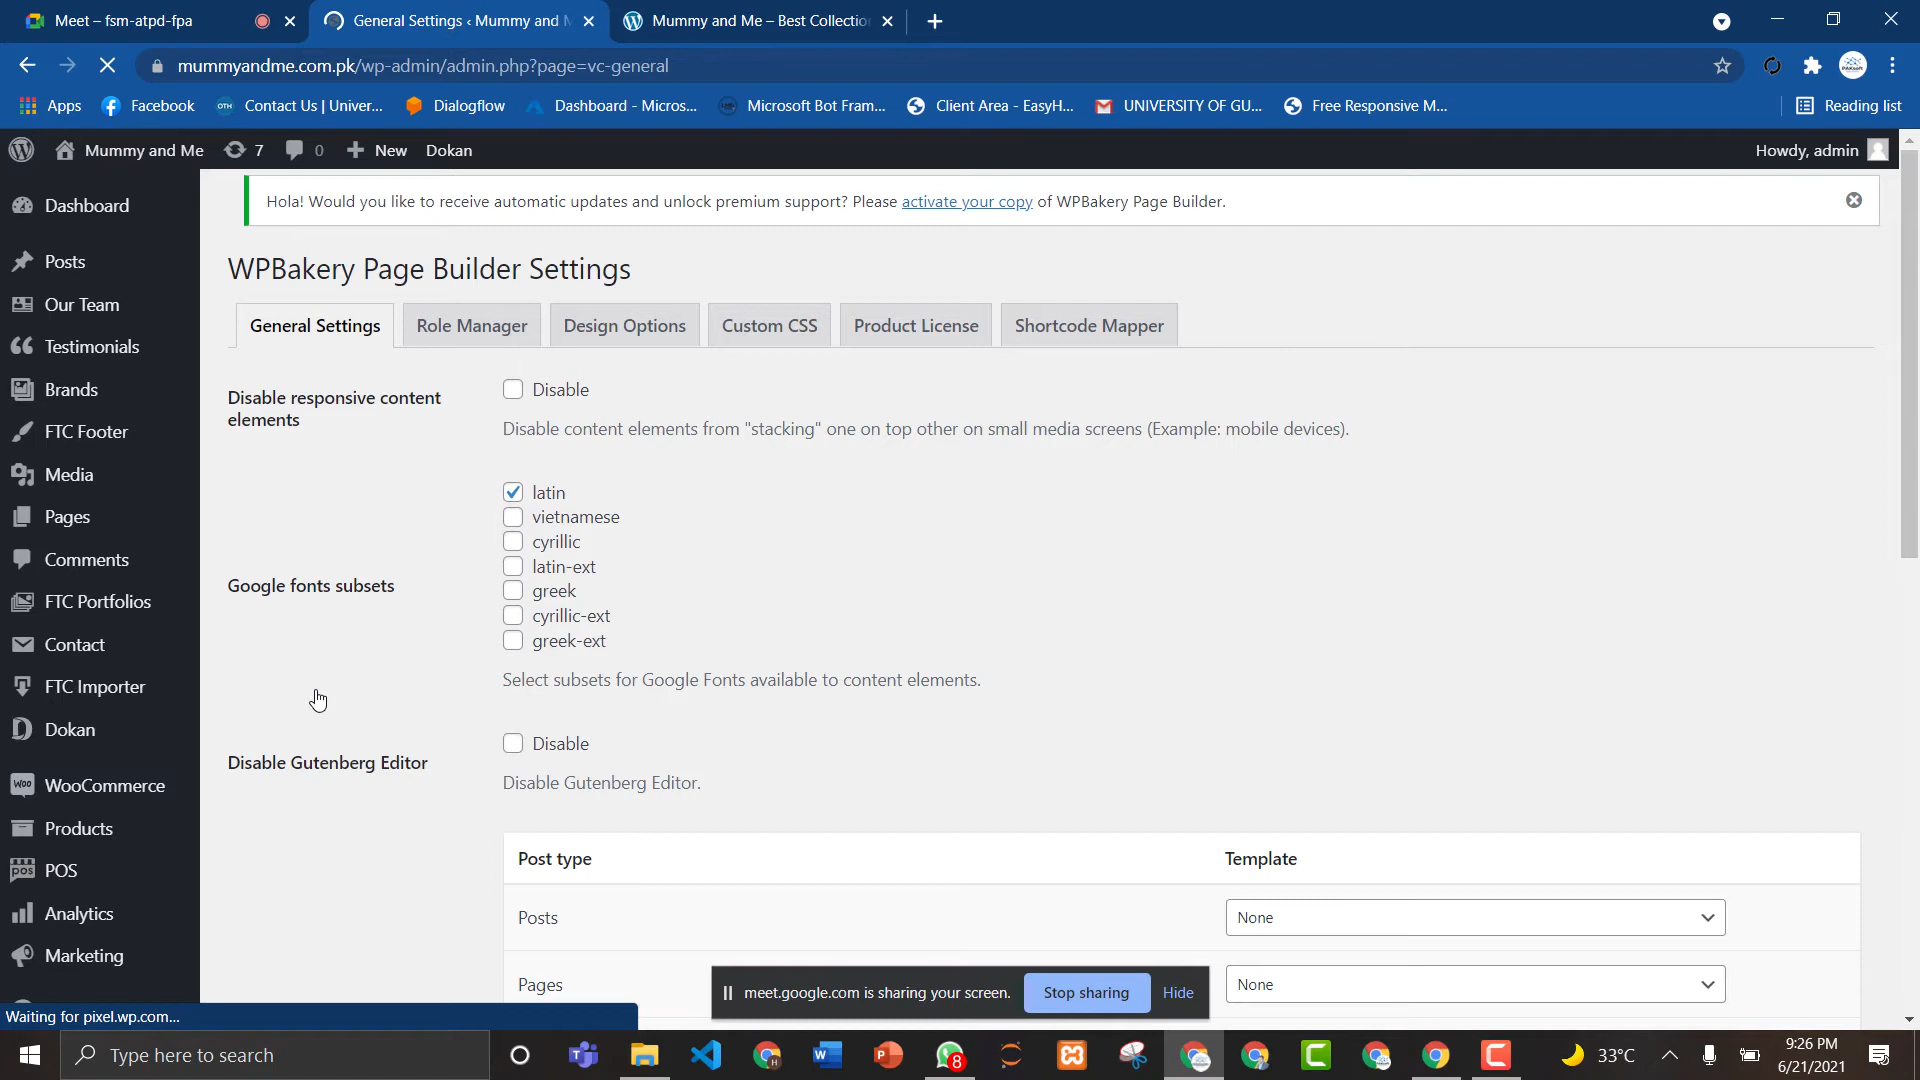 Meet – fsm-atpd-fpa
General Settings ‹ Mummy and M
Mummy and Me – Best Collectio
mummyandme.com.pk/wp-admin/admin.php?page=vc-general
Apps
Facebook
Contact Us | Univer...
Dialogflow
Dashboard - Micros...
Microsoft Bot Fram...
Client Area - EasyH...
UNIVERSITY OF GU...
Free Responsive M...
Reading list
Mummy and Me
7
0
New
Dokan
Howdy, admin
Dashboard
Posts
Our Team
Testimonials
Brands
FTC Footer
Media
Pages
Comments
FTC Portfolios
Contact
FTC Importer
Dokan
WooCommerce
Products
POS
Analytics
Marketing
Hola! Would you like to receive automatic updates and unlock premium support? Please activate your copy of WPBakery Page Builder.
WPBakery Page Builder Settings
General Settings
Role Manager
Design Options
Custom CSS
Product License
Shortcode Mapper
Disable responsive content
elements
Disable
Disable content elements from "stacking" one on top other on small media screens (Example: mobile devices).
Google fonts subsets
latin
vietnamese
cyrillic
latin-ext
greek
cyrillic-ext
greek-ext
Select subsets for Google Fonts available to content elements.
Disable Gutenberg Editor
Disable
Disable Gutenberg Editor.
Post type
Template
Posts
None
Pages
None
meet.google.com is sharing your screen.
Stop sharing
Hide
Waiting for pixel.wp.com...
Type here to search
8
33°C
9:26 PM
6/21/2021